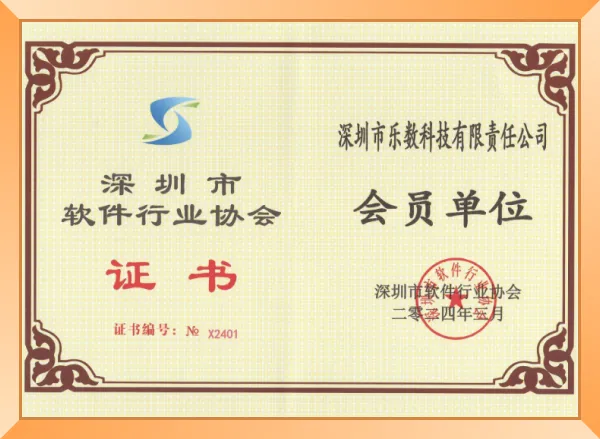 深圳市
软件行业协会
证书
证书编号：№ X2401
深圳市乐数科技有限责任公司
会员单位
深圳市软件行业协会
二〇一四年三月
深圳市软件行业协会